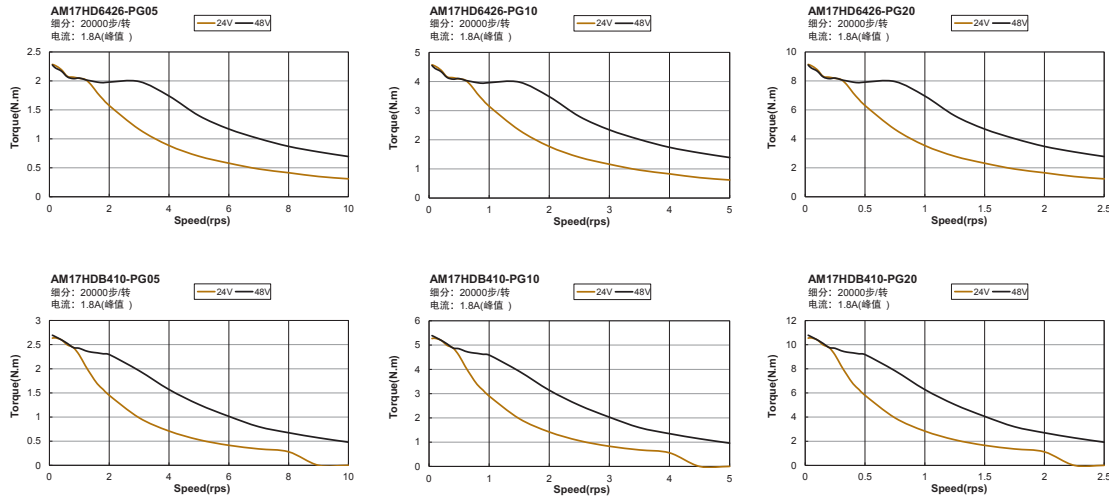 AM17HD6426-PG05
细分：20000步/转
电流：1.8A(峰值 )
24V 48V
Torque(N.m)
2.5
2
1.5
1
0.5
0
0 2 4 6 8 10
Speed(rps)
AM17HD6426-PG10
细分：20000步/转
电流：1.8A(峰值 )
24V 48V
Torque(N.m)
5
4
3
2
1
0
0 1 2 3 4 5
Speed(rps)
AM17HD6426-PG20
细分：20000步/转
电流：1.8A(峰值 )
24V 48V
Torque(N.m)
10
8
6
4
2
0
0 0.5 1 1.5 2 2.5
Speed(rps)
AM17HDB410-PG05
细分：20000步/转
电流：1.8A(峰值 )
24V 48V
Torque(N.m)
3
2.5
2
1.5
1
0.5
0
0 2 4 6 8 10
Speed(rps)
AM17HDB410-PG10
细分：20000步/转
电流：1.8A(峰值 )
24V 48V
Torque(N.m)
6
5
4
3
2
1
0
0 1 2 3 4 5
Speed(rps)
AM17HDB410-PG20
细分：20000步/转
电流：1.8A(峰值 )
24V 48V
Torque(N.m)
12
10
8
6
4
2
0
0 0.5 1 1.5 2 2.5
Speed(rps)